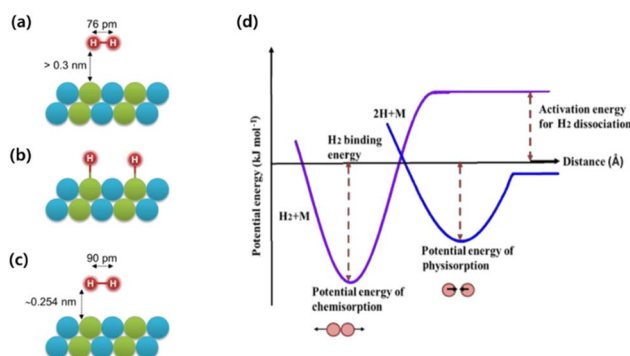 (a)
76 pm
H H
> 0.3 nm
(b)
H H
(c)
90 pm
H H
~0.254 nm
(d)
Potential energy (kJ mol⁻¹)
2H+M
H2 binding
energy
H2+M
Activation energy
for H2 dissociation
Distance (Å)
Potential energy of
chemisorption
Potential energy of
physisorption